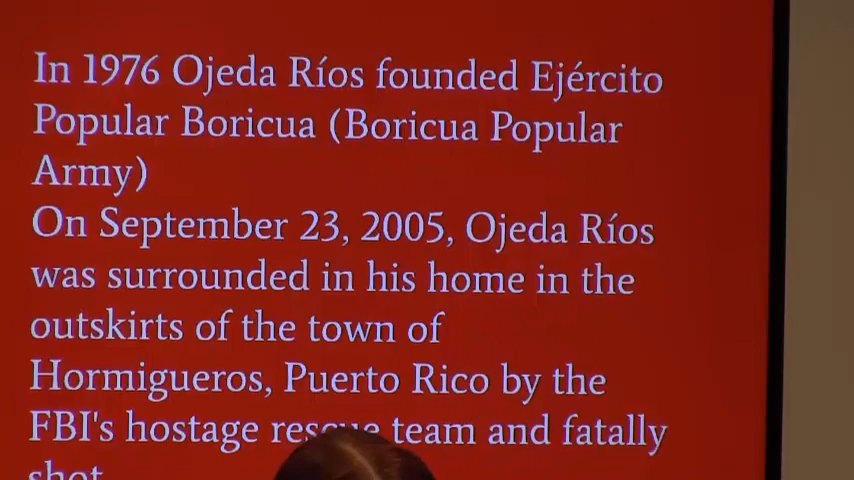 In 1976 Ojeda Ríos founded Ejército
Popular Boricua (Boricua Popular
Army)
On September 23, 2005, Ojeda Ríos
was surrounded in his home in the
outskirts of the town of
Hormigueros, Puerto Rico by the
FBI's hostage rescue team and fatally
shot